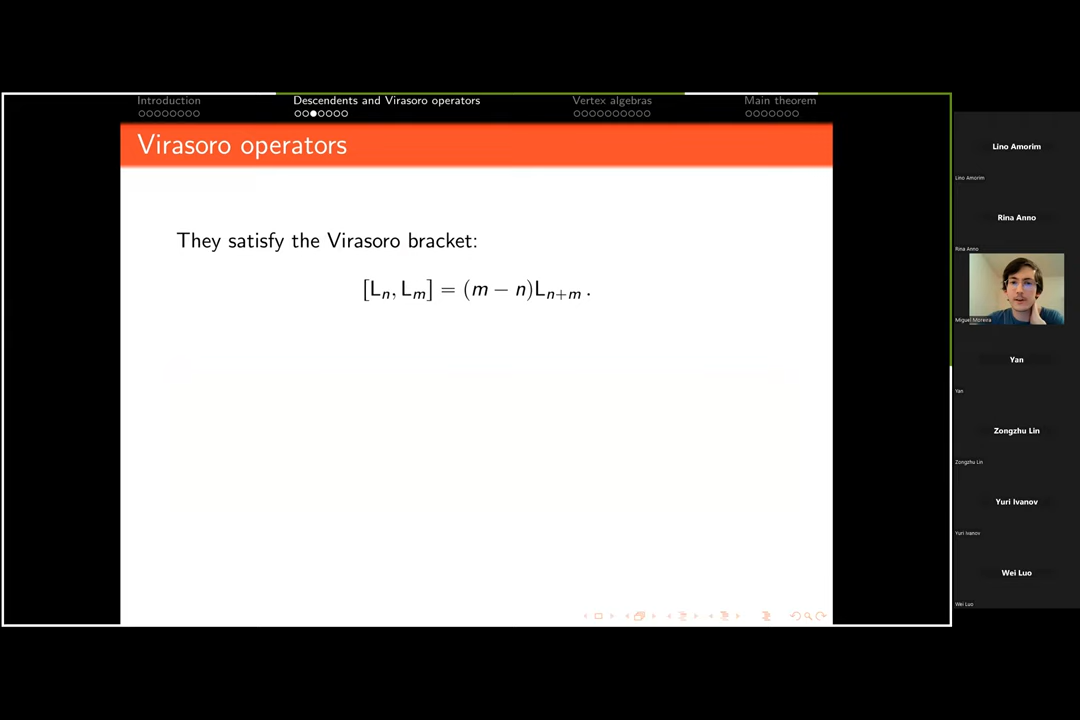 Introduction
Descendents and Virasoro operators
Vertex algebras
Main theorem
Virasoro operators
They satisfy the Virasoro bracket:
[Lₙ, Lₘ] = (m − n)Lₙ₊ₘ .
Lino Amorim
Lino Amorim
Rina Anno
Rina Anno
Miguel Moreira
Yan
Yan
Zongzhu Lin
Zongzhu Lin
Yuri Ivanov
Yuri Ivanov
Wei Luo
Wei Luo